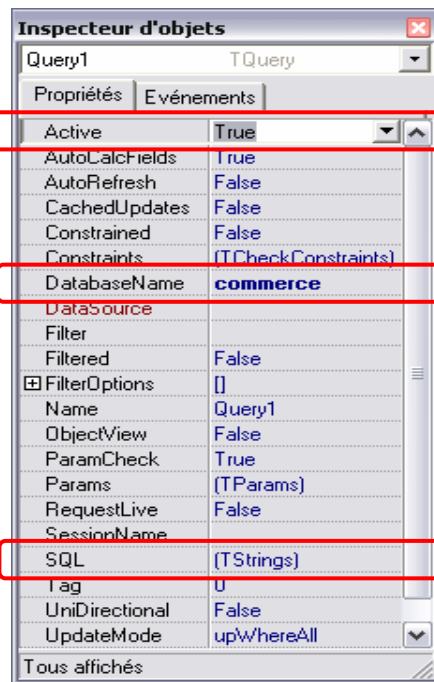 Inspecteur d'objets
Query1 TQuery
Propriétés Evénements
Active True
AutoCalcFields True
AutoRefresh False
CachedUpdates False
Constrained False
Constraints (TCheckConstraints)
DatabaseName commerce
DataSource
Filter
Filtered False
FilterOptions []
Name Query1
ObjectView False
ParamCheck True
Params (TParams)
RequestLive False
SessionName
SQL (TStrings)
Tag 0
UniDirectional False
UpdateMode upWhereAll
Tous affichés